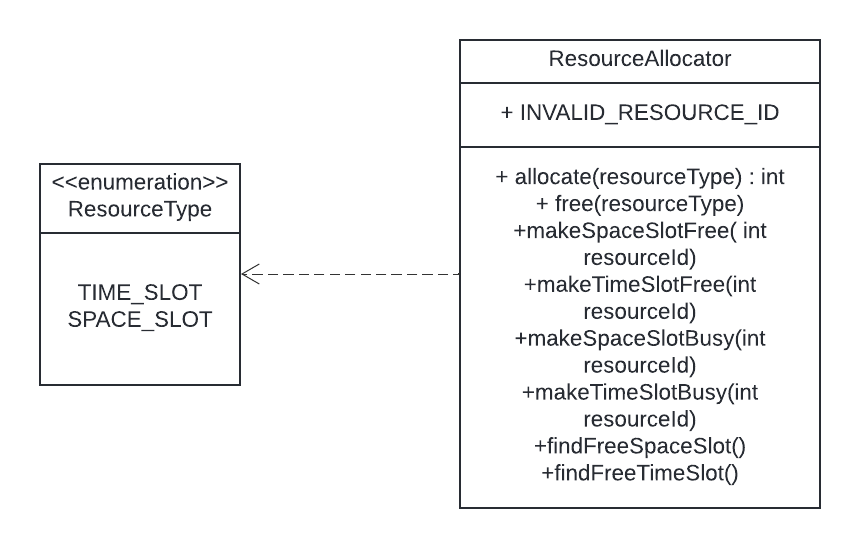 ResourceAllocator
+ INVALID_RESOURCE_ID
+ allocate(resourceType) : int
+ free(resourceType)
+makeSpaceSlotFree( int
resourceId)
+makeTimeSlotFree(int
resourceId)
+makeSpaceSlotBusy(int
resourceId)
+makeTimeSlotBusy(int
resourceId)
+findFreeSpaceSlot()
+findFreeTimeSlot()
<<enumeration>>
ResourceType
TIME_SLOT
SPACE_SLOT